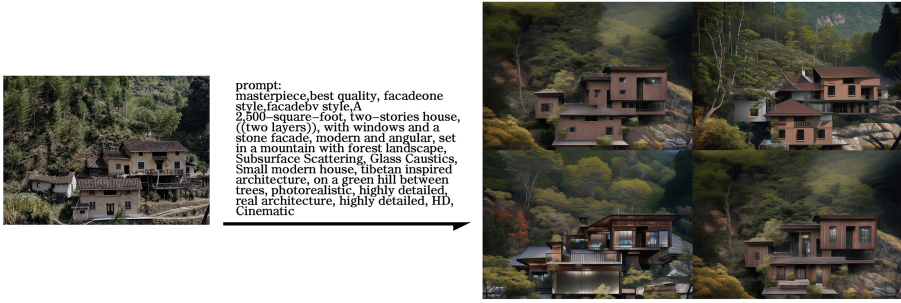 prompt:
masterpiece,best quality, facadeone
style,facadebv style,A
2,500-square-foot, two-stories house,
((two layers)), with windows and a
stone facade, modern and angular, set
in a mountain with forest landscape,
Subsurface Scattering, Glass Caustics,
Small modern house, tibetan inspired
architecture, on a green hill between
trees, photorealistic, highly detailed,
real architecture, highly detailed, HD,
Cinematic